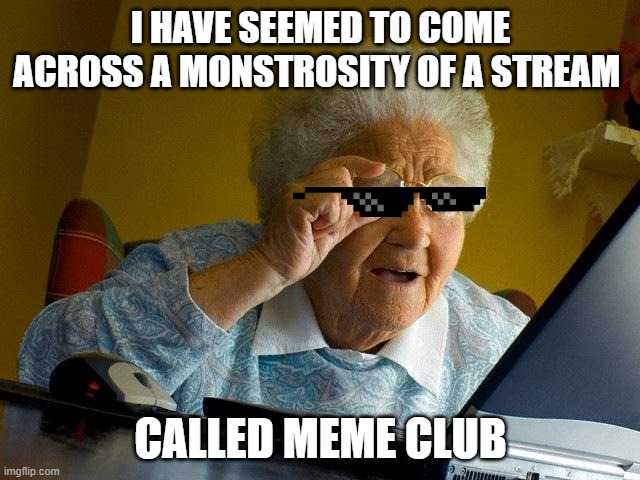 I HAVE SEEMED TO COME
ACROSS A MONSTROSITY OF A STREAM
CALLED MEME CLUB
imgflip.com